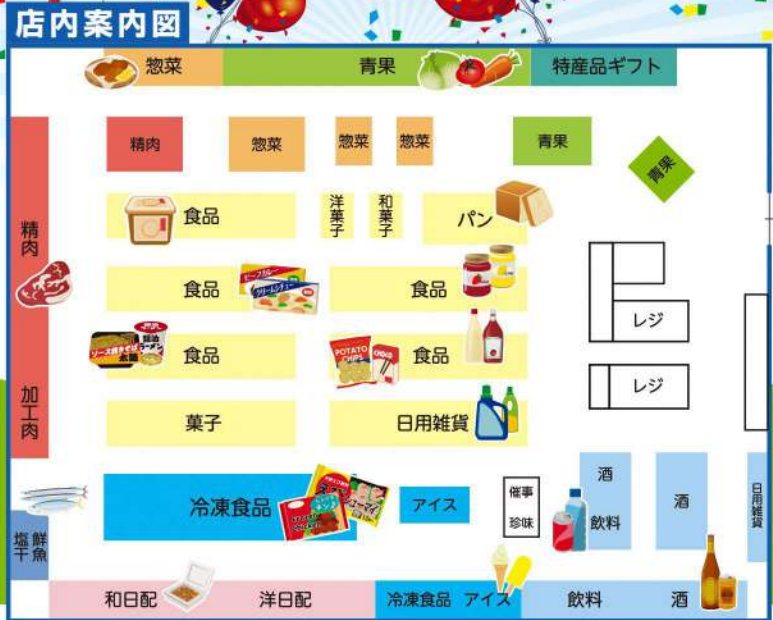 店内案内図
惣菜
青果
特産品ギフト
精肉
惣菜
惣菜
惣菜
青果
青果
精肉
食品
洋菓子
和菓子
パン
食品
ビーフカレー
クリームシチュー
食品
レジ
ソース焼きそば
醤油
ラーメン
食品
POTATO
CHIPS
CHOCO
食品
レジ
加工肉
菓子
日用雑貨
冷凍食品
アイス
催事
珍味
酒
飲料
酒
日用雑貨
鮮魚
塩干
和日配
洋日配
冷凍食品 アイス
飲料
酒